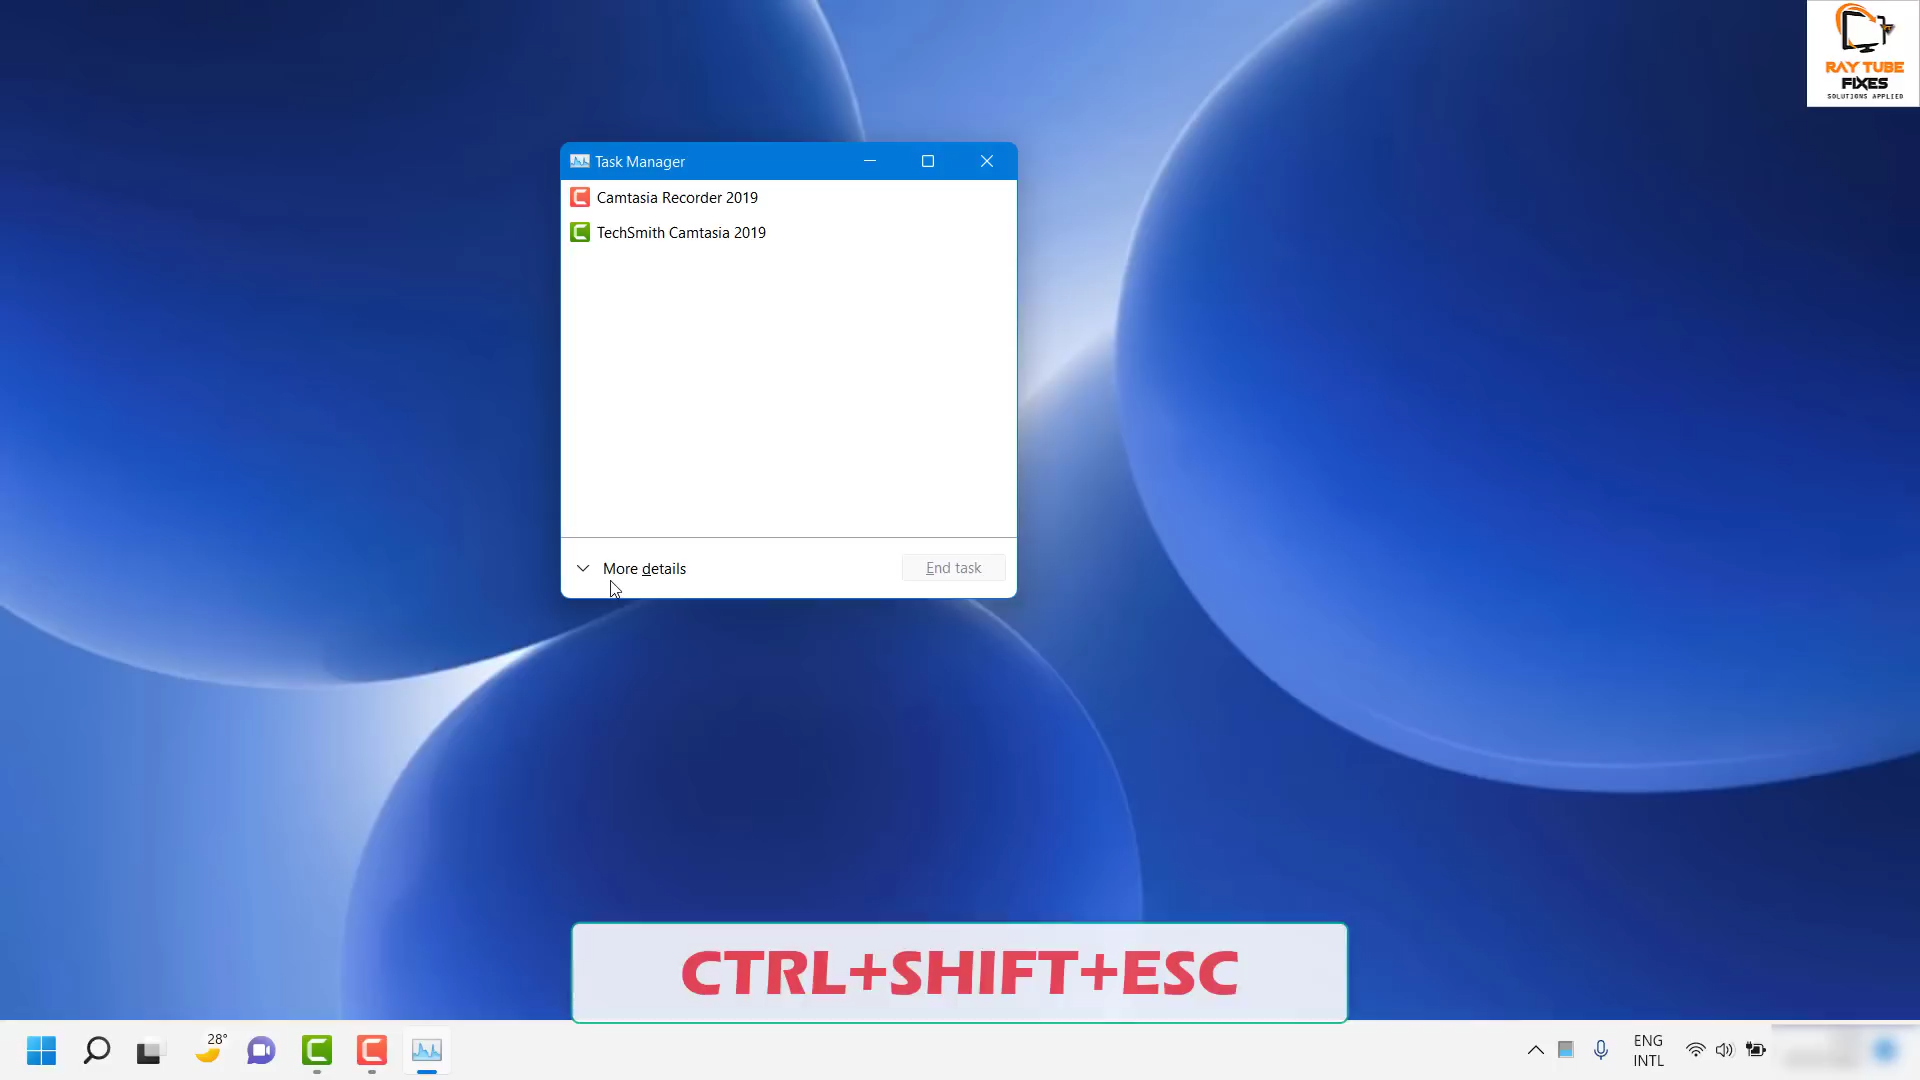 RAY TUBE
FIXES
SOLUTIONS APPLIED
Task Manager
Camtasia Recorder 2019
TechSmith Camtasia 2019
More details
End task
CTRL+SHIFT+ESC
28°
ENG
INTL